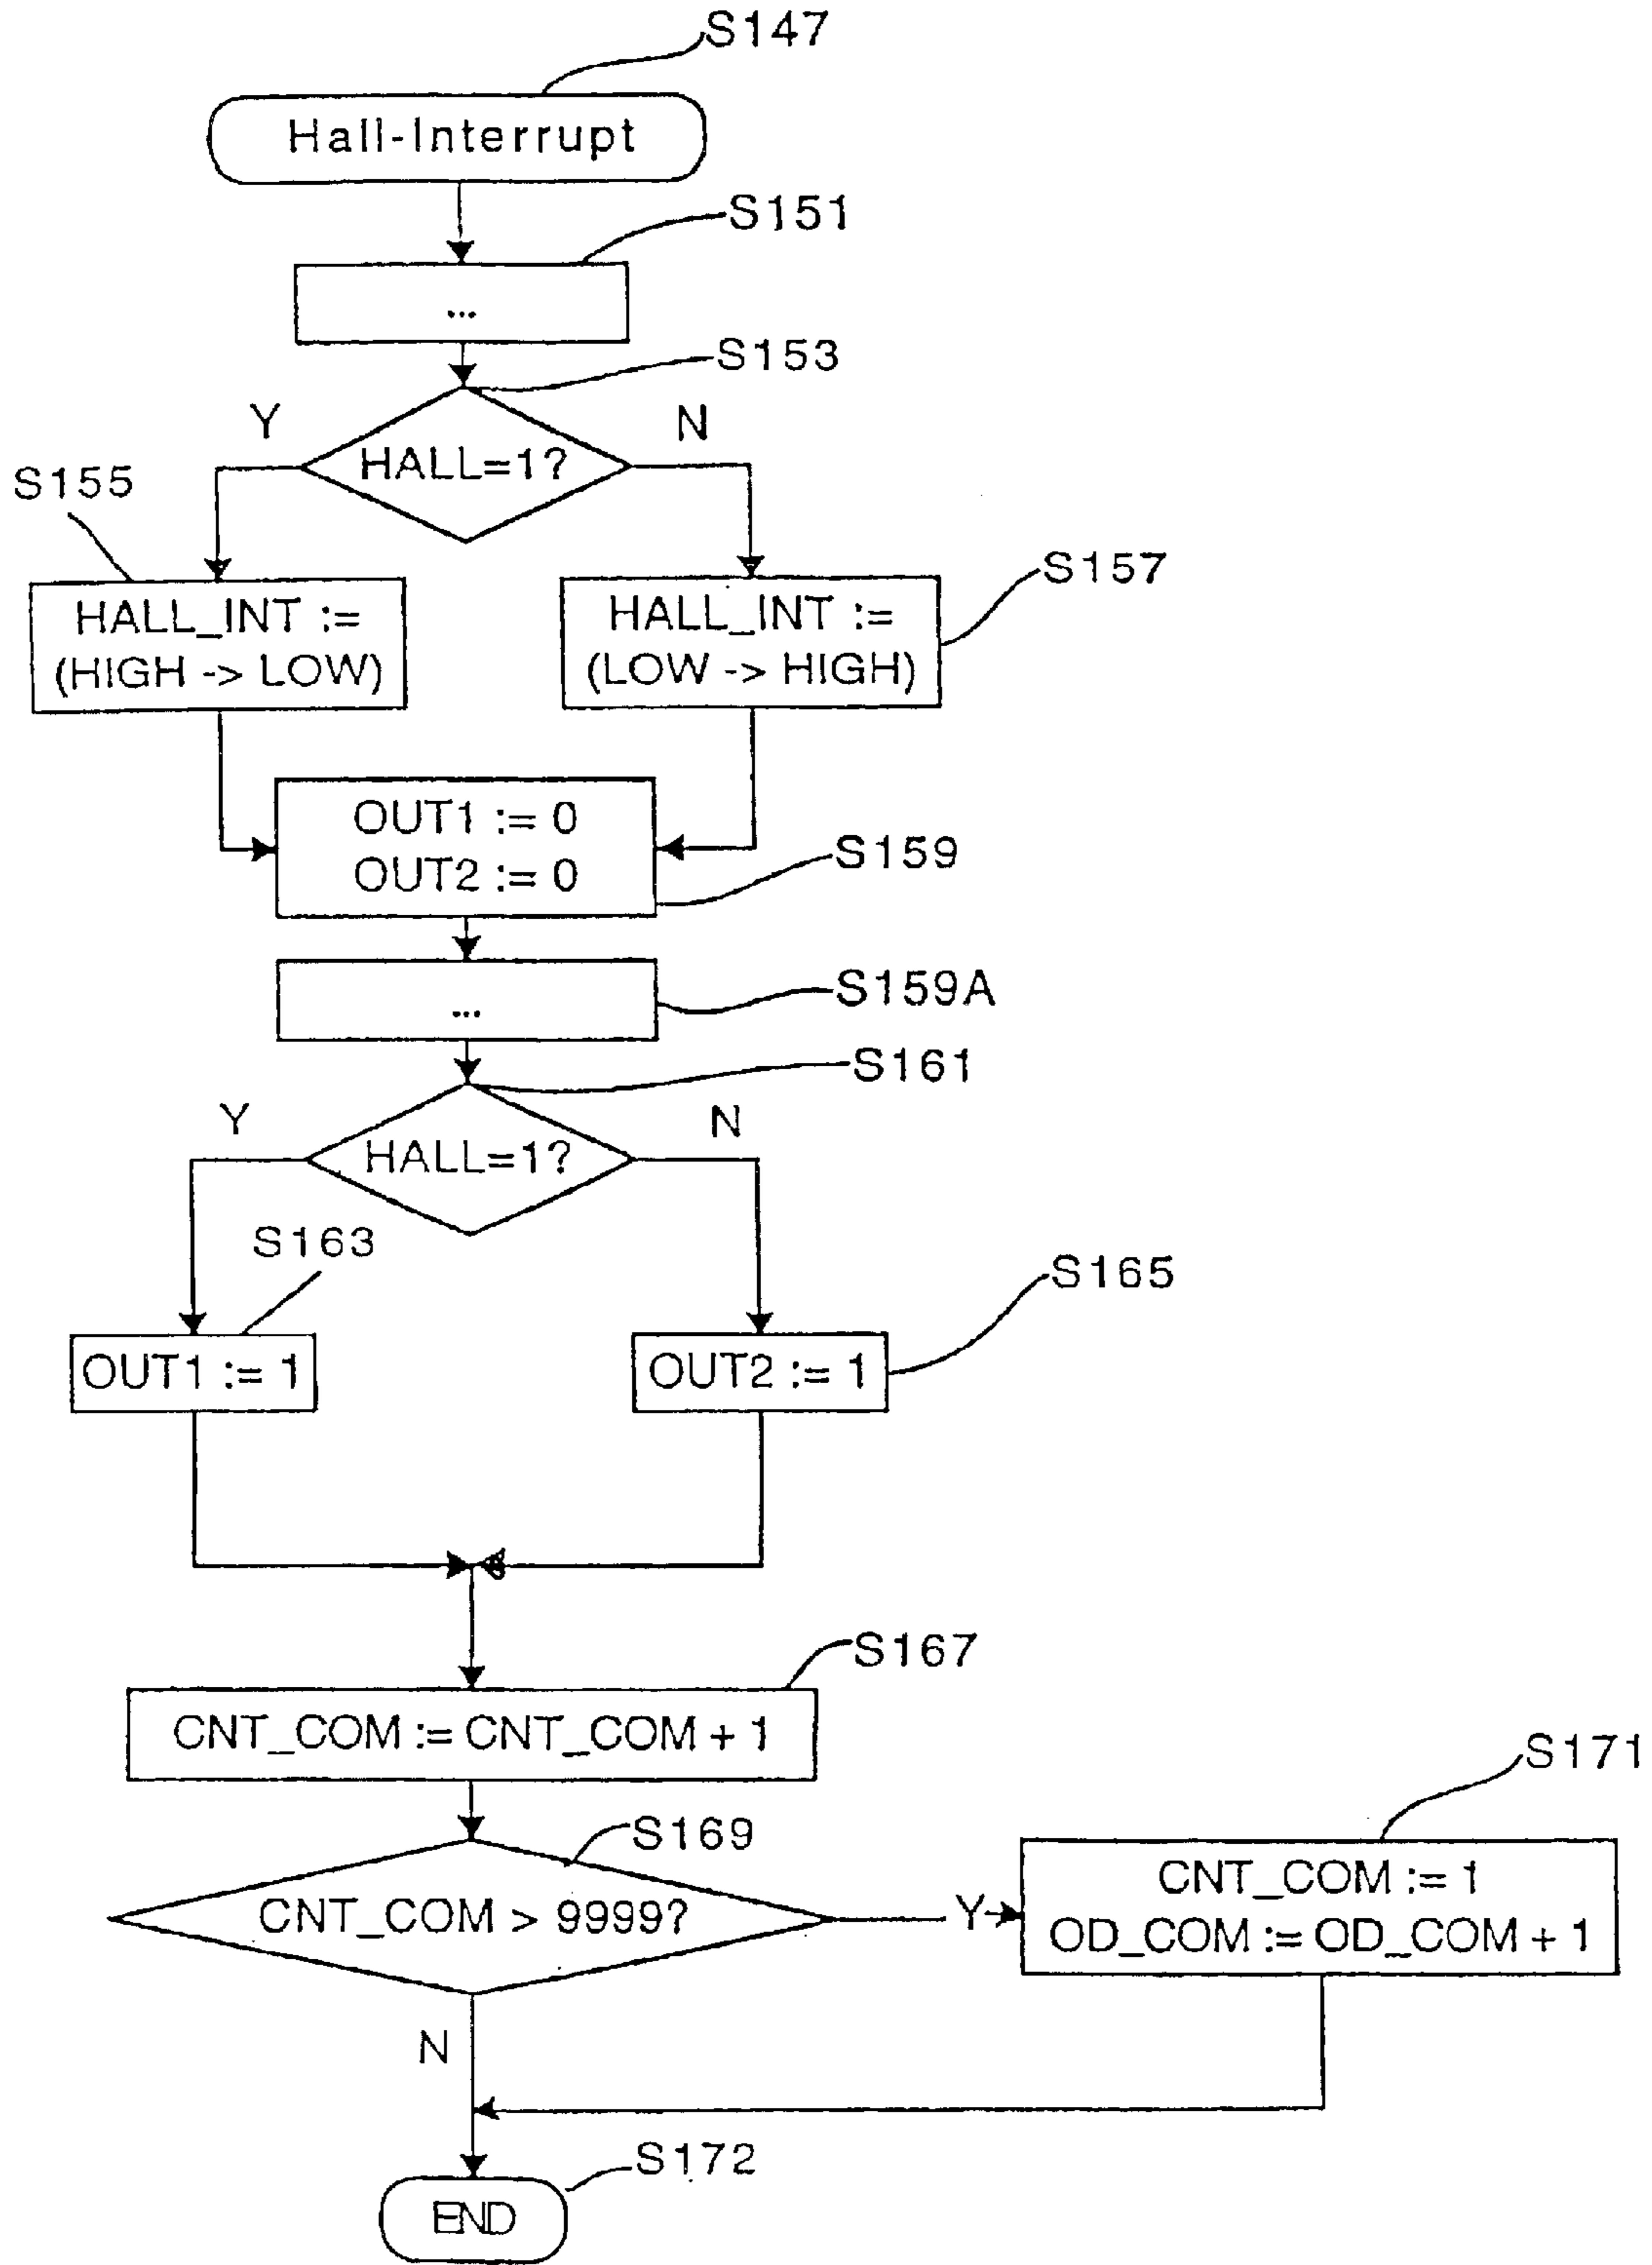 S147
Hall-Interrupt
S151
...
S153
Y
N
HALL=1?
S155
S157
HALL_INT :=
(HIGH -> LOW)
HALL_INT :=
(LOW -> HIGH)
OUT1 := 0
OUT2 := 0
S159
...
S159A
S161
Y
N
HALL=1?
S163
S165
OUT1 := 1
OUT2 := 1
S167
CNT_COM := CNT_COM + 1
S171
S169
CNT_COM > 9999?
Y
CNT_COM := 1
OD_COM := OD_COM + 1
N
S172
END